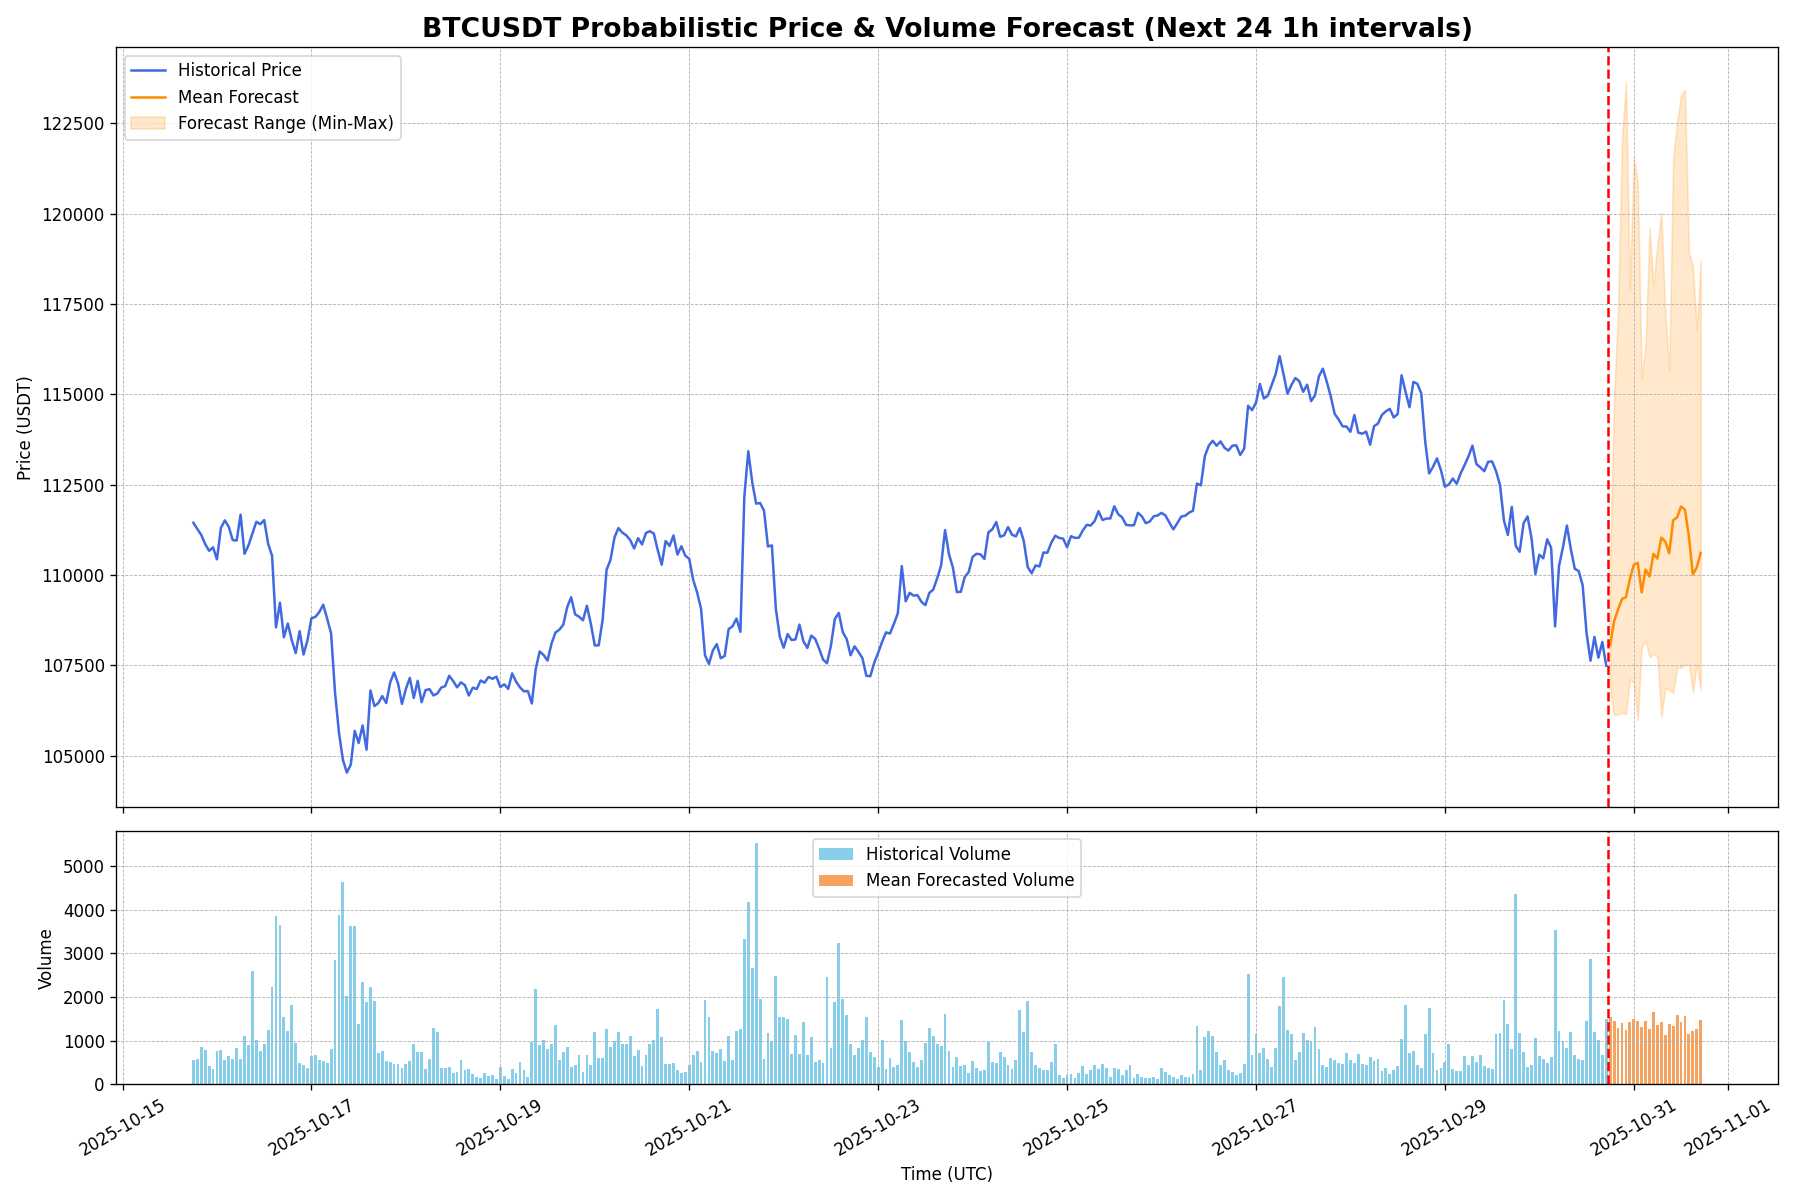 BTCUSDT Probabilistic Price & Volume Forecast (Next 24 1h intervals)
Historical Price
Mean Forecast
Forecast Range (Min-Max)
Price (USDT)
122500
120000
117500
115000
112500
110000
107500
105000
Historical Volume
Mean Forecasted Volume
Volume
5000
4000
3000
2000
1000
0
2025-10-15
2025-10-17
2025-10-19
2025-10-21
2025-10-23
2025-10-25
2025-10-27
2025-10-29
2025-10-31
2025-11-01
Time (UTC)